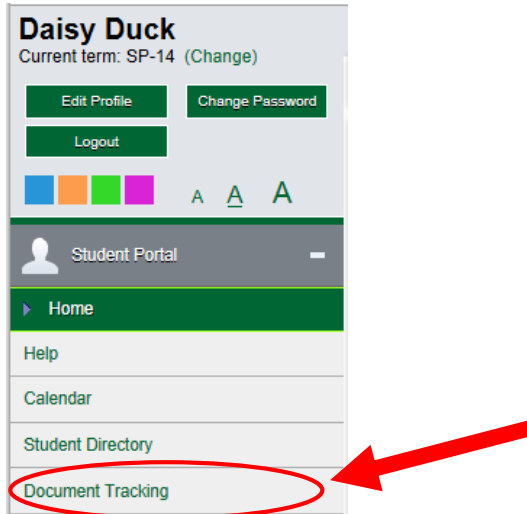 Daisy Duck
Current term: SP-14 (Change)
Edit Profile Change Password
Logout
A A A
Student Portal
Home
Help
Calendar
Student Directory
Document Tracking